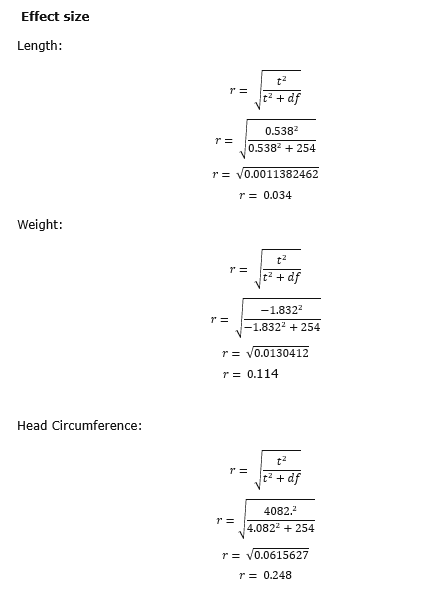 Effect size
Length:
r = √(t² / (t² + df))
r = √(0.538² / (0.538² + 254))
r = √0.0011382462
r = 0.034
Weight:
r = √(t² / (t² + df))
r = √(−1.832² / (−1.832² + 254))
r = √0.0130412
r = 0.114
Head Circumference:
r = √(t² / (t² + df))
r = √(4082.² / (4.082² + 254))
r = √0.0615627
r = 0.248